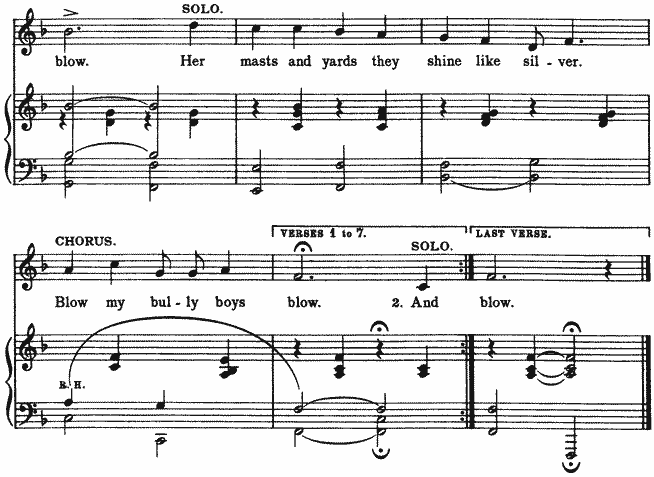 SOLO.
blow. Her masts and yards they shine like sil - ver.
CHORUS.
VERSES 1 to 7.
SOLO.
LAST VERSE.
Blow my bul - ly boys blow. 2. And blow.
R. H.